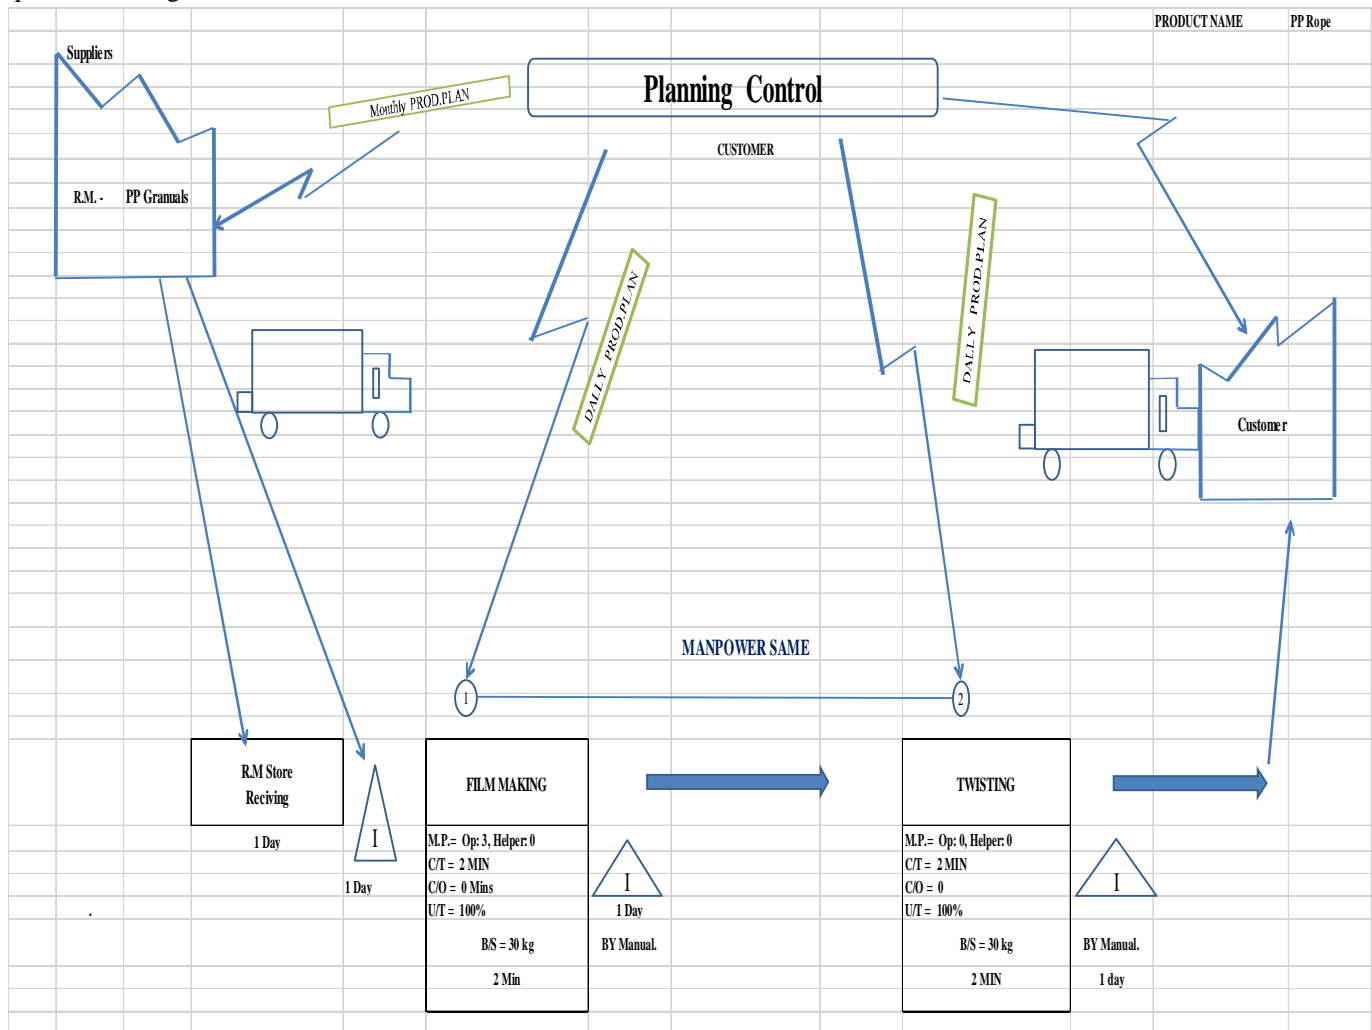 PRODUCT NAME PP Rope
Suppliers
Planning Control
Monthly PROD.PLAN
CUSTOMER
R.M. - PP Granuals
DALLY PROD.PLAN
DALLY PROD.PLAN
Customer
MANPOWER SAME
1
2
R.M Store
Reciving
1 Day
I
1 Day
FILM MAKING
M.P.= Op: 3, Helper: 0
C/T = 2 MIN
C/O = 0 Mins
U/T = 100%
B/S = 30 kg
2 Min
I
1 Day
BY Manual.
TWISTING
M.P.= Op: 0, Helper: 0
C/T = 2 MIN
C/O = 0
U/T = 100%
B/S = 30 kg
2 MIN
I
BY Manual.
1 day
.